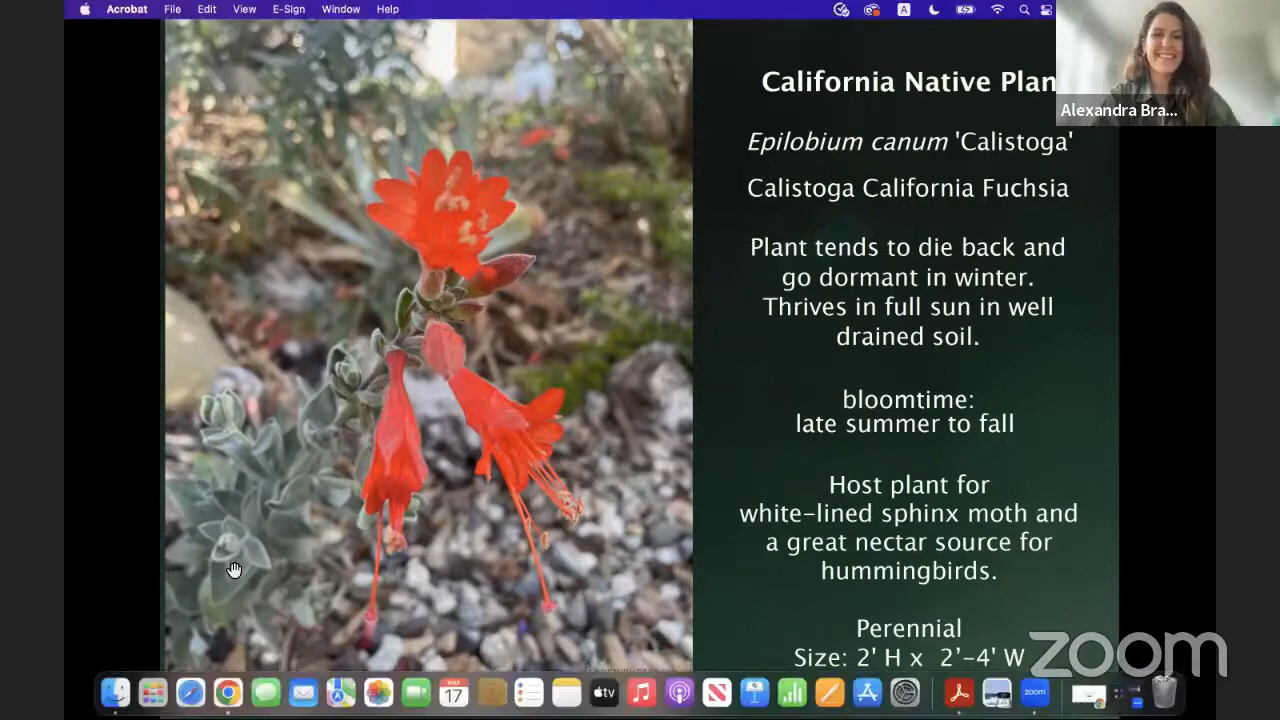 Acrobat File Edit View E-Sign Window Help
A
California Native Plan
Alexandra Bra...
Epilobium canum 'Calistoga'
Calistoga California Fuchsia
Plant tends to die back and
go dormant in winter.
Thrives in full sun in well
drained soil.
bloomtime:
late summer to fall
Host plant for
white-lined sphinx moth and
a great nectar source for
hummingbirds.
Perennial
Size: 2' H x 2'-4' W
zoom
17
tv
zoom